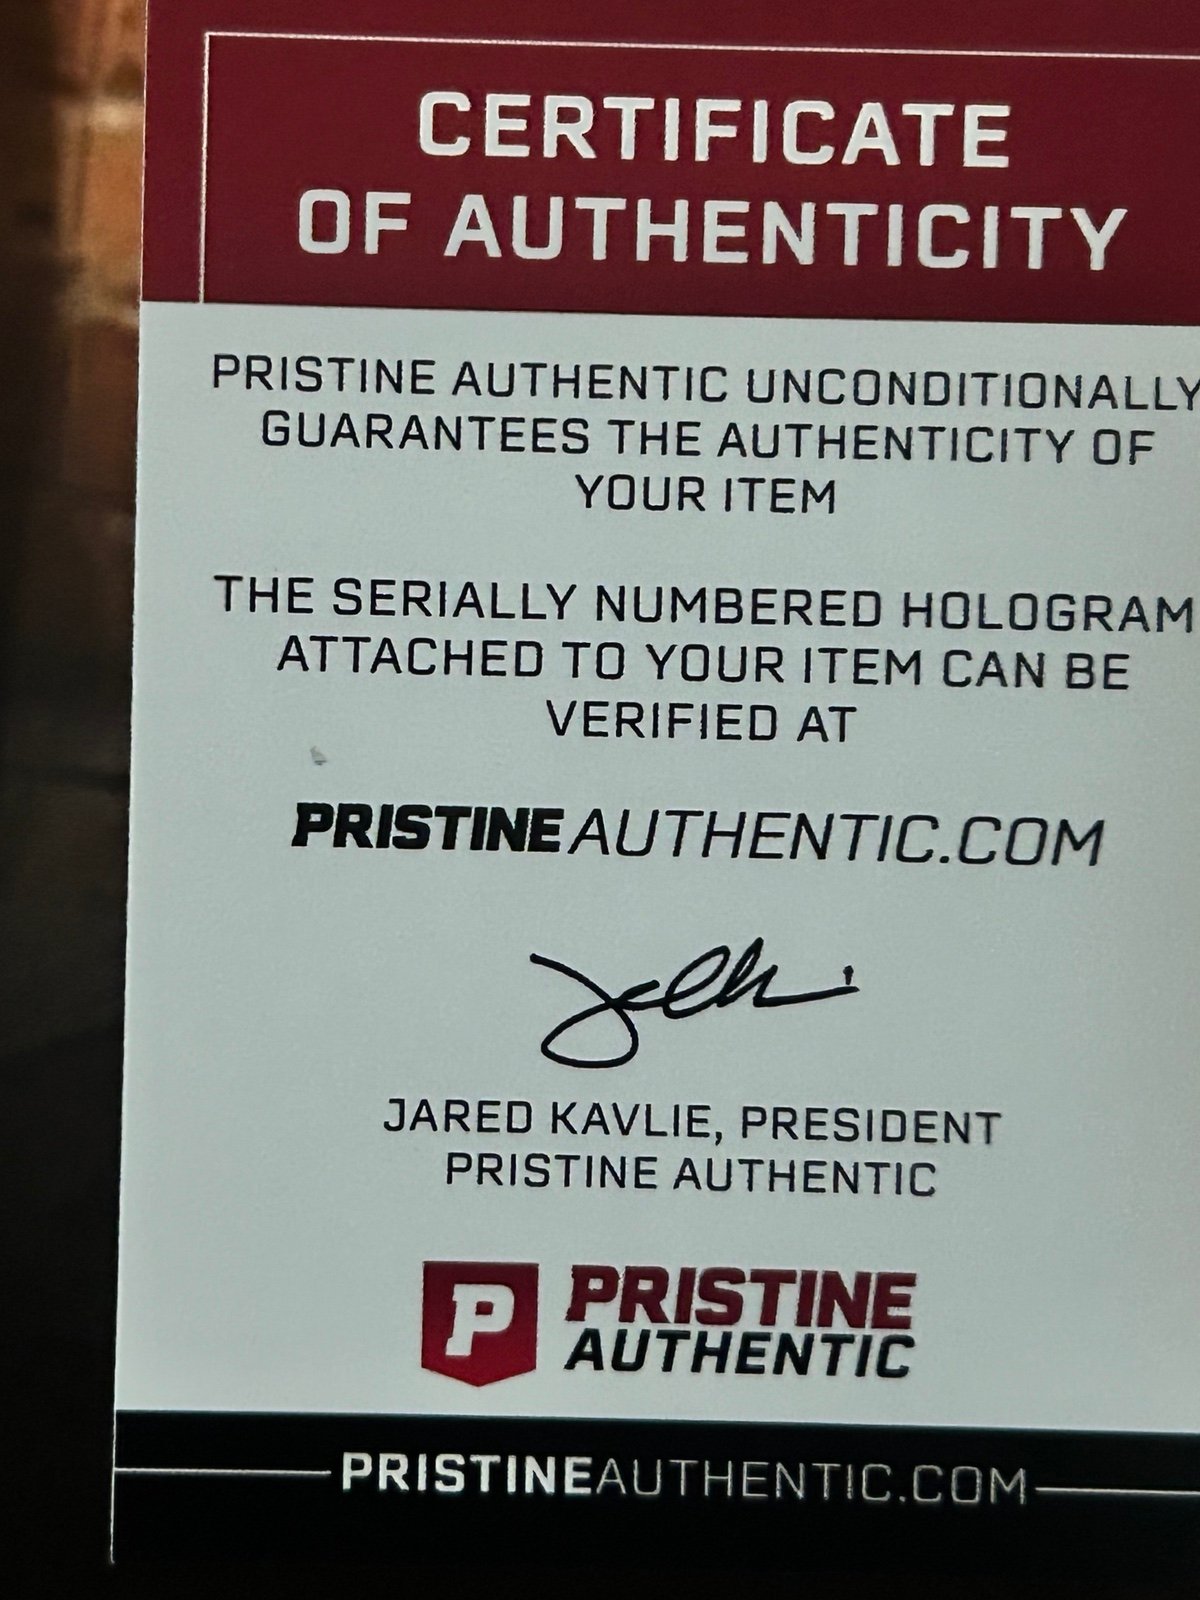 CERTIFICATE
OF AUTHENTICITY
PRISTINE AUTHENTIC UNCONDITIONALLY
GUARANTEES THE AUTHENTICITY OF
YOUR ITEM
THE SERIALLY NUMBERED HOLOGRAM
ATTACHED TO YOUR ITEM CAN BE
VERIFIED AT
PRISTINEAUTHENTIC.COM
JARED KAVLIE, PRESIDENT
PRISTINE AUTHENTIC
P
PRISTINE
AUTHENTIC
PRISTINEAUTHENTIC.COM